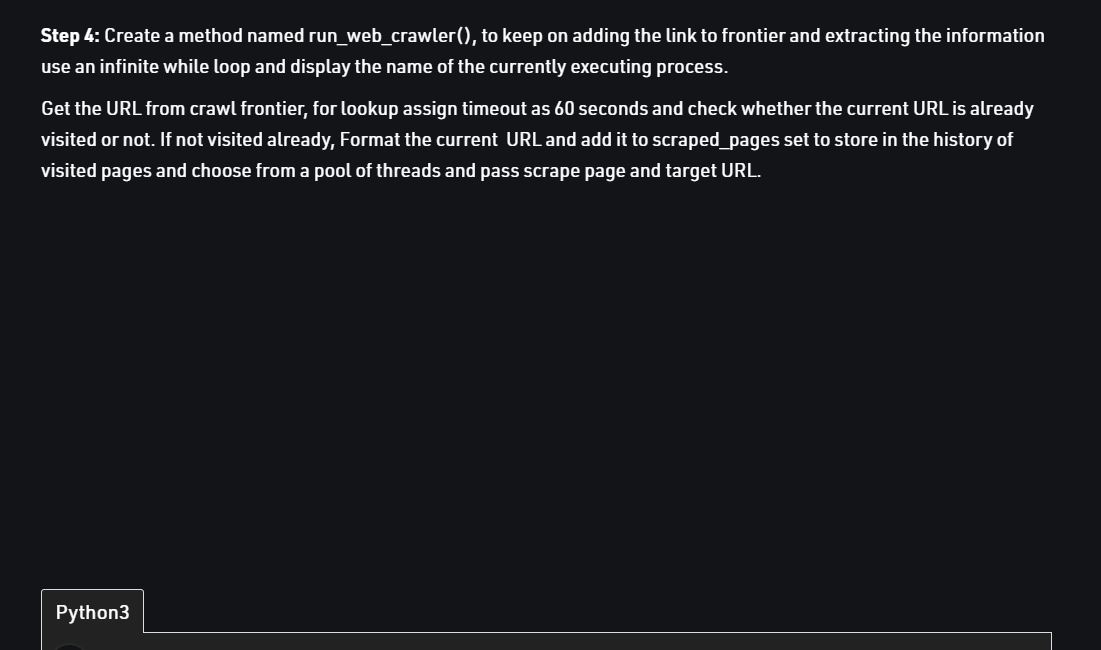 Step 4: Create a method named run_web_crawler(), to keep on adding the link to frontier and extracting the information
use an infinite while loop and display the name of the currently executing process.
Get the URL from crawl frontier, for lookup assign timeout as 60 seconds and check whether the current URL is already
visited or not. If not visited already, Format the current  URL and add it to scraped_pages set to store in the history of
visited pages and choose from a pool of threads and pass scrape page and target URL.
Python3